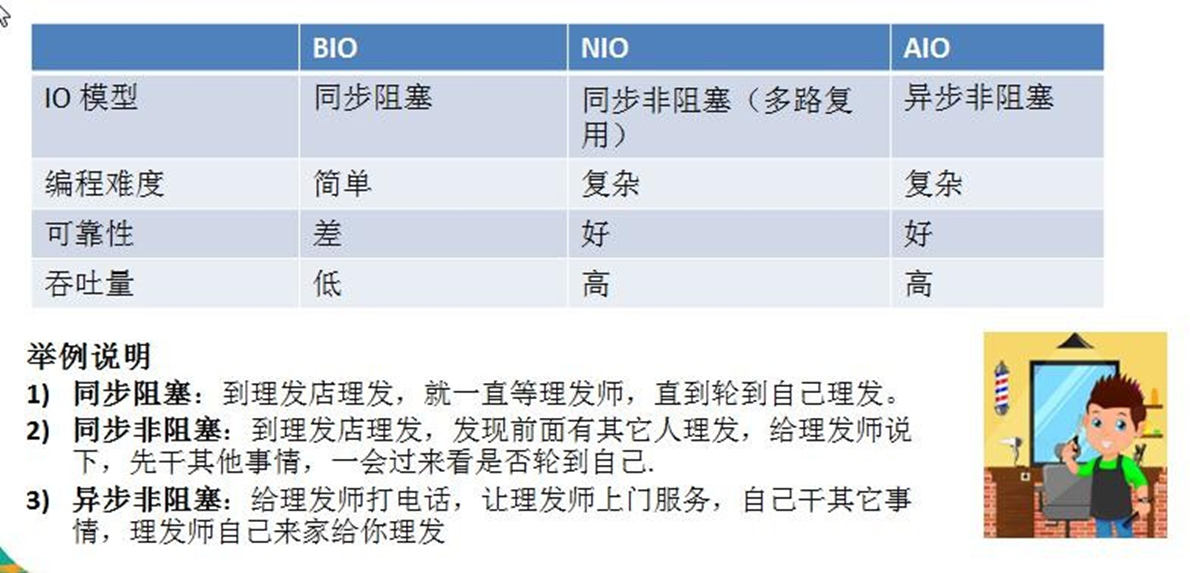 BIO NIO AIO
IO 模型 同步阻塞 同步非阻塞（多路复用） 异步非阻塞
编程难度 简单 复杂 复杂
可靠性 差 好 好
吞吐量 低 高 高
举例说明
1) 同步阻塞：到理发店理发，就一直等理发师，直到轮到自己理发。
2) 同步非阻塞：到理发店理发，发现前面有其它人理发，给理发师说
下，先干其他事情，一会过来看是否轮到自己.
3) 异步非阻塞：给理发师打电话，让理发师上门服务，自己干其它事
情，理发师自己来家给你理发